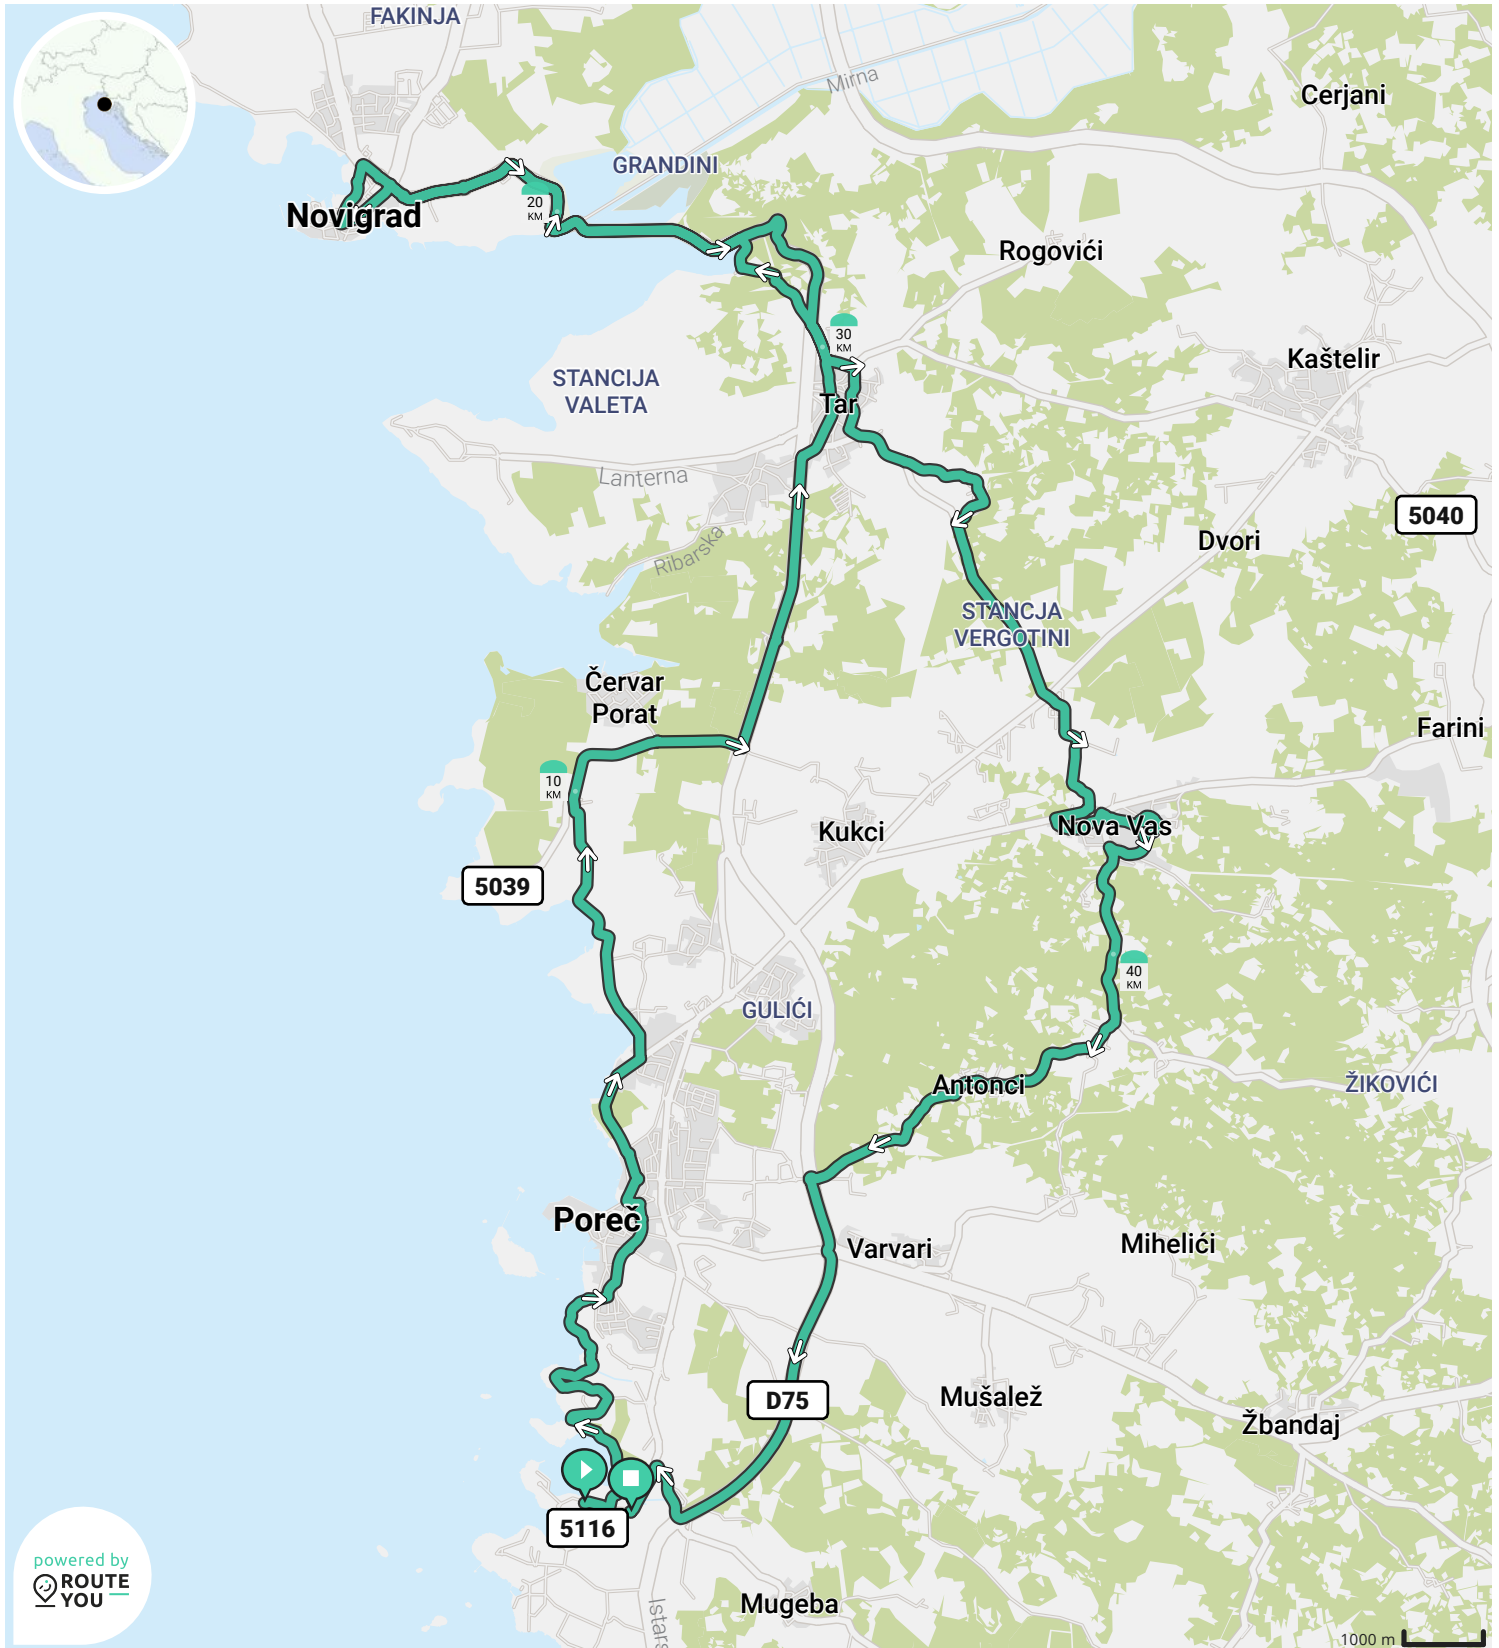 FAKINJA
Mirna
Cerjani
GRANDINI
Novigrad
20
KM
Rogovići
30
KM
Kaštelir
STANCIJA
VALETA
Tar
Lanterna
5040
Ribarska
Dvori
STANCJA
VERGOTINI
Červar
Porat
Farini
10
KM
Kukci
Nova Vas
5039
40
KM
GULIĆI
Antonci
ŽIKOVIĆI
Poreč
Varvari
Mihelići
D75
Mušalež
Žbandaj
5116
powered by
ROUTE
YOU
Mugeba
Istars
1000 m